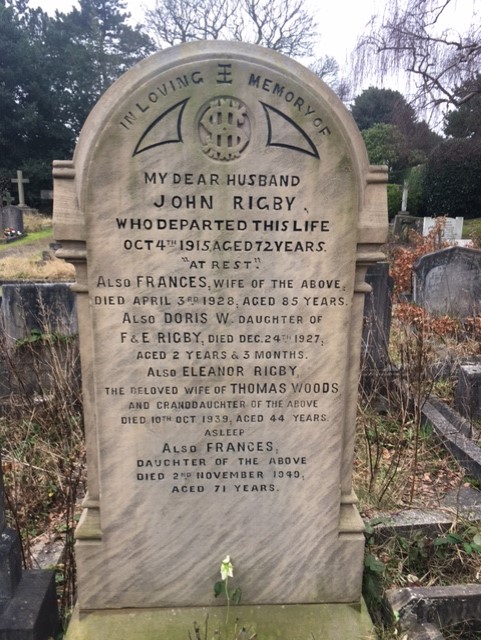 IN LOVING MEMORY OF
IHS
MY DEAR HUSBAND
JOHN RIGBY,
WHO DEPARTED THIS LIFE
OCT 4TH 1915, AGED 72 YEARS.
"AT REST".
ALSO FRANCES, WIFE OF THE ABOVE,
DIED APRIL 3RD 1928, AGED 85 YEARS.
ALSO DORIS W. DAUGHTER OF
F & E RIGBY, DIED DEC. 24TH 1927,
AGED 2 YEARS & 3 MONTHS.
ALSO ELEANOR RIGBY,
THE BELOVED WIFE OF THOMAS WOODS
AND GRANDDAUGHTER OF THE ABOVE
DIED 10TH OCT 1939, AGED 44 YEARS.
ASLEEP
ALSO FRANCES,
DAUGHTER OF THE ABOVE
DIED 2ND NOVEMBER 1949,
AGED 71 YEARS.